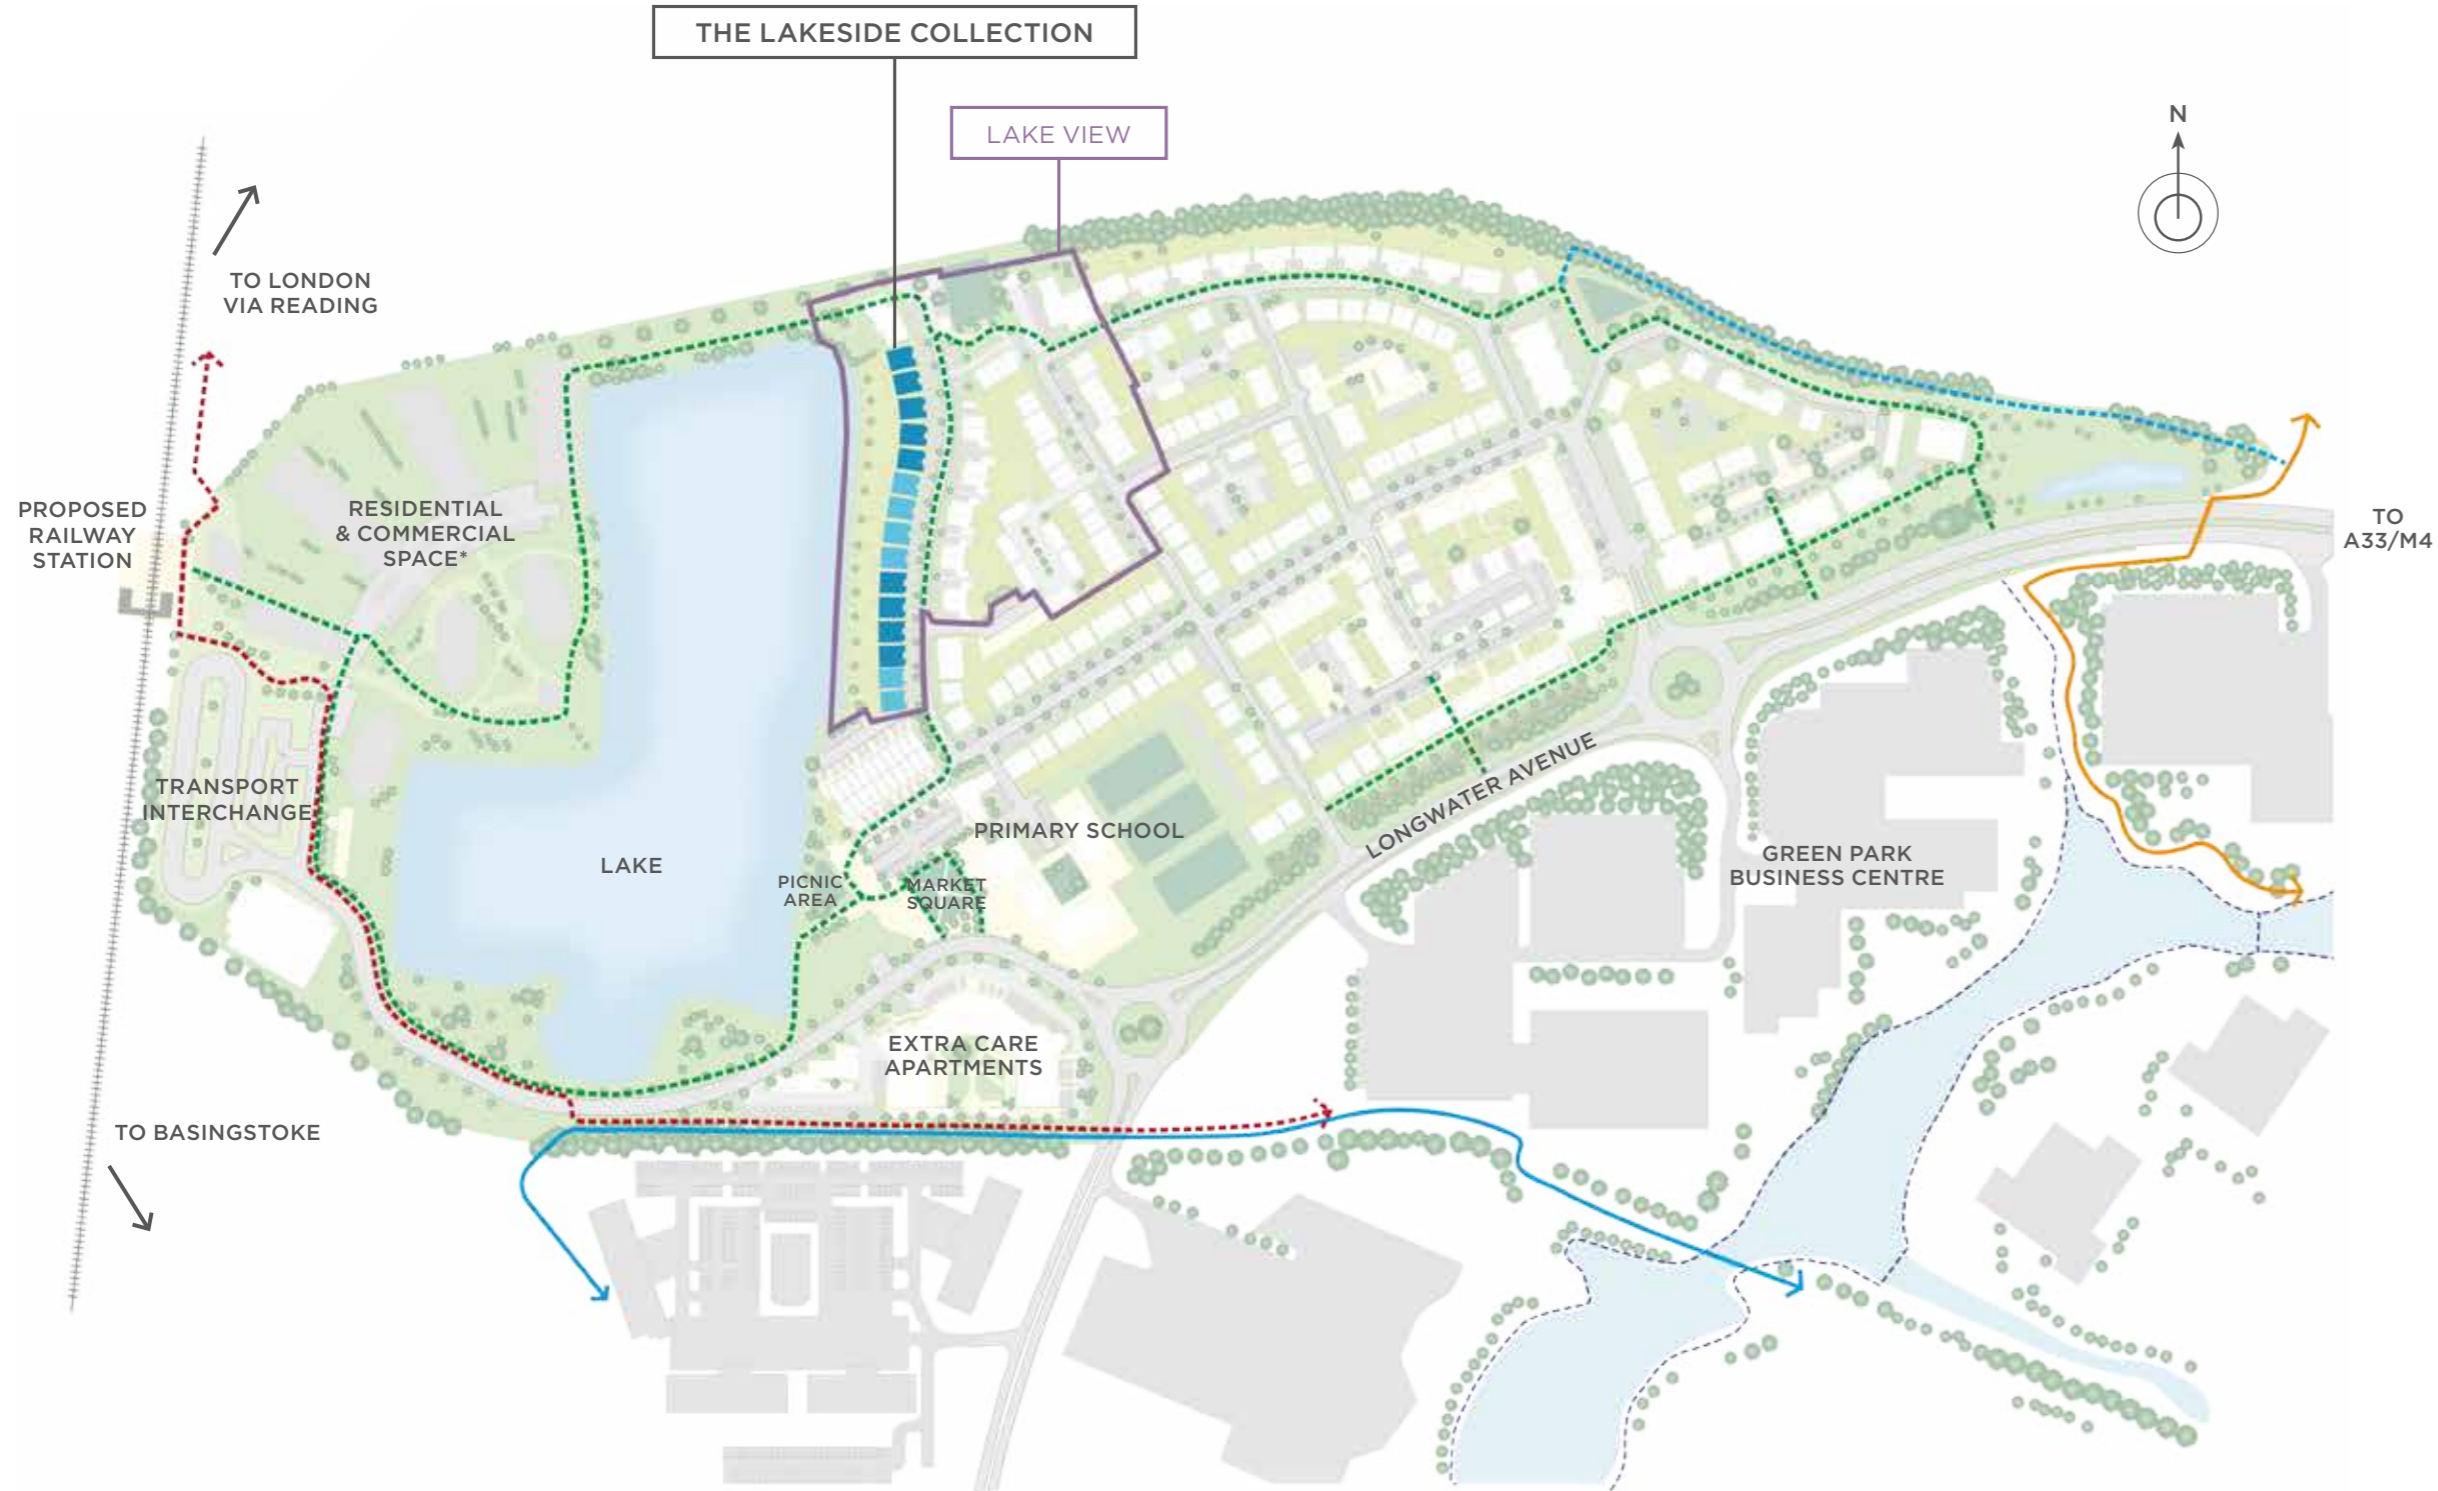 THE LAKESIDE COLLECTION
LAKE VIEW
N
TO LONDON
VIA READING
PROPOSED
RAILWAY
STATION
RESIDENTIAL
& COMMERCIAL
SPACE*
TO
A33/M4
TRANSPORT
INTERCHANGE
LAKE
PICNIC
AREA
MARKET
SQUARE
PRIMARY SCHOOL
LONGWATER AVENUE
GREEN PARK
BUSINESS CENTRE
EXTRA CARE
APARTMENTS
TO BASINGSTOKE